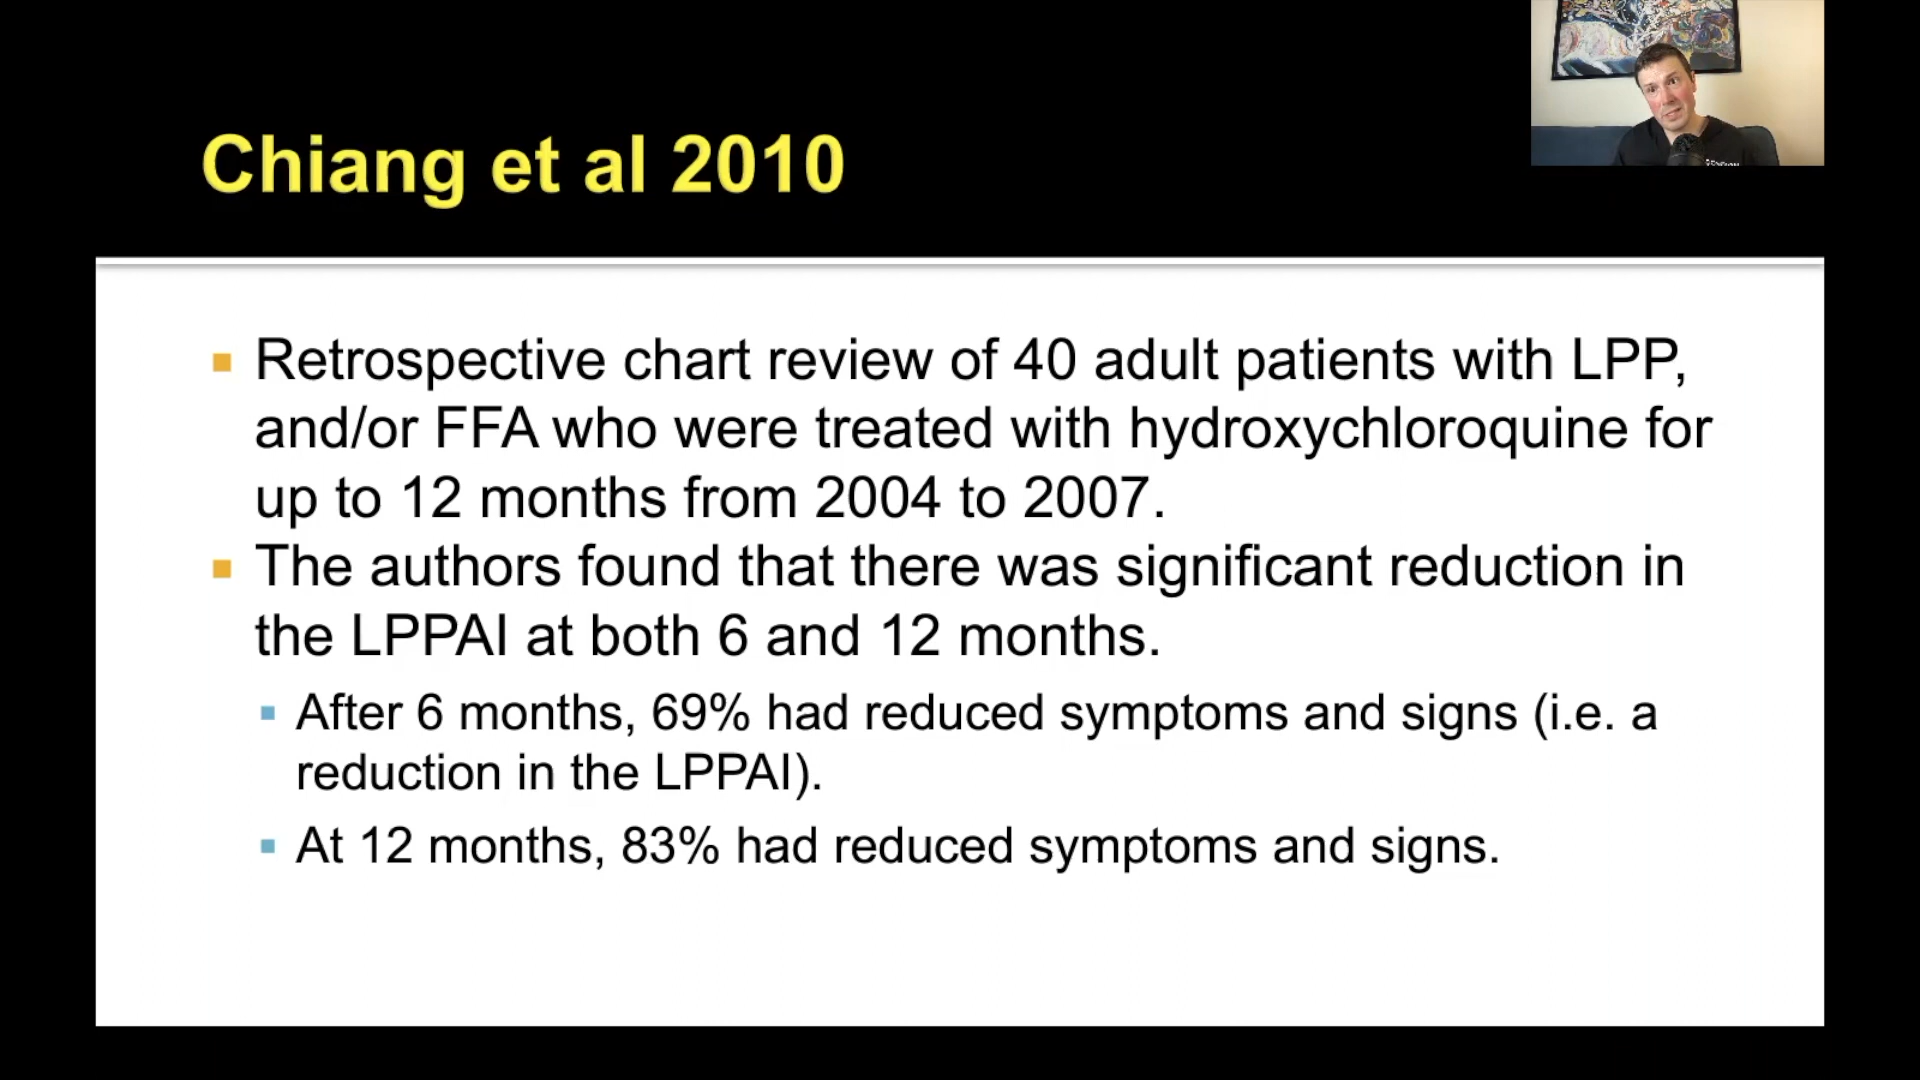 Chiang et al 2010
Retrospective chart review of 40 adult patients with LPP,
and/or FFA who were treated with hydroxychloroquine for
up to 12 months from 2004 to 2007.
The authors found that there was significant reduction in
the LPPAI at both 6 and 12 months.
After 6 months, 69% had reduced symptoms and signs (i.e. a
reduction in the LPPAI).
At 12 months, 83% had reduced symptoms and signs.